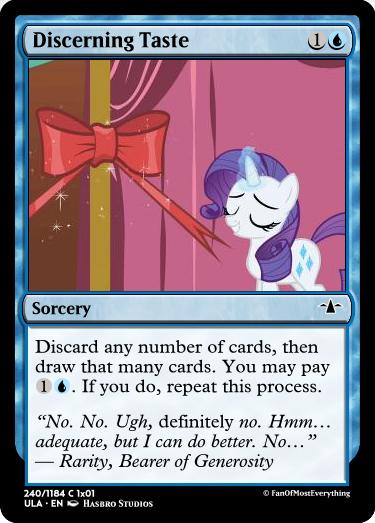 Discerning Taste 1
Sorcery
Discard any number of cards, then
draw that many cards. You may pay
1. If you do, repeat this process.
“No. No. Ugh, definitely no. Hmm…
adequate, but I can do better. No…”
— Rarity, Bearer of Generosity
240/1184 C 1x01
ULA • EN Hasbro Studios
© FanOfMostEverything